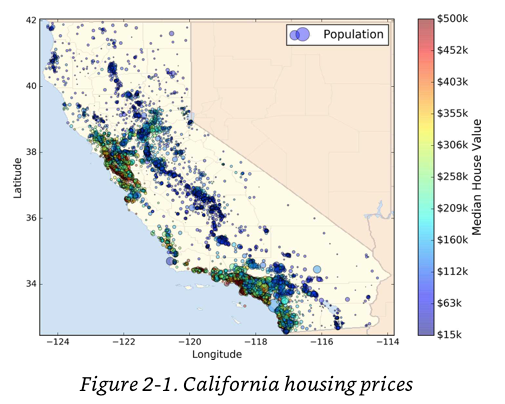 42
40
38
36
34
Latitude
−124
−122
−120
−118
−116
−114
Longitude
Population
$500k
$452k
$403k
$355k
$306k
$258k
$209k
$160k
$112k
$63k
$15k
Median House Value
Figure 2-1. California housing prices